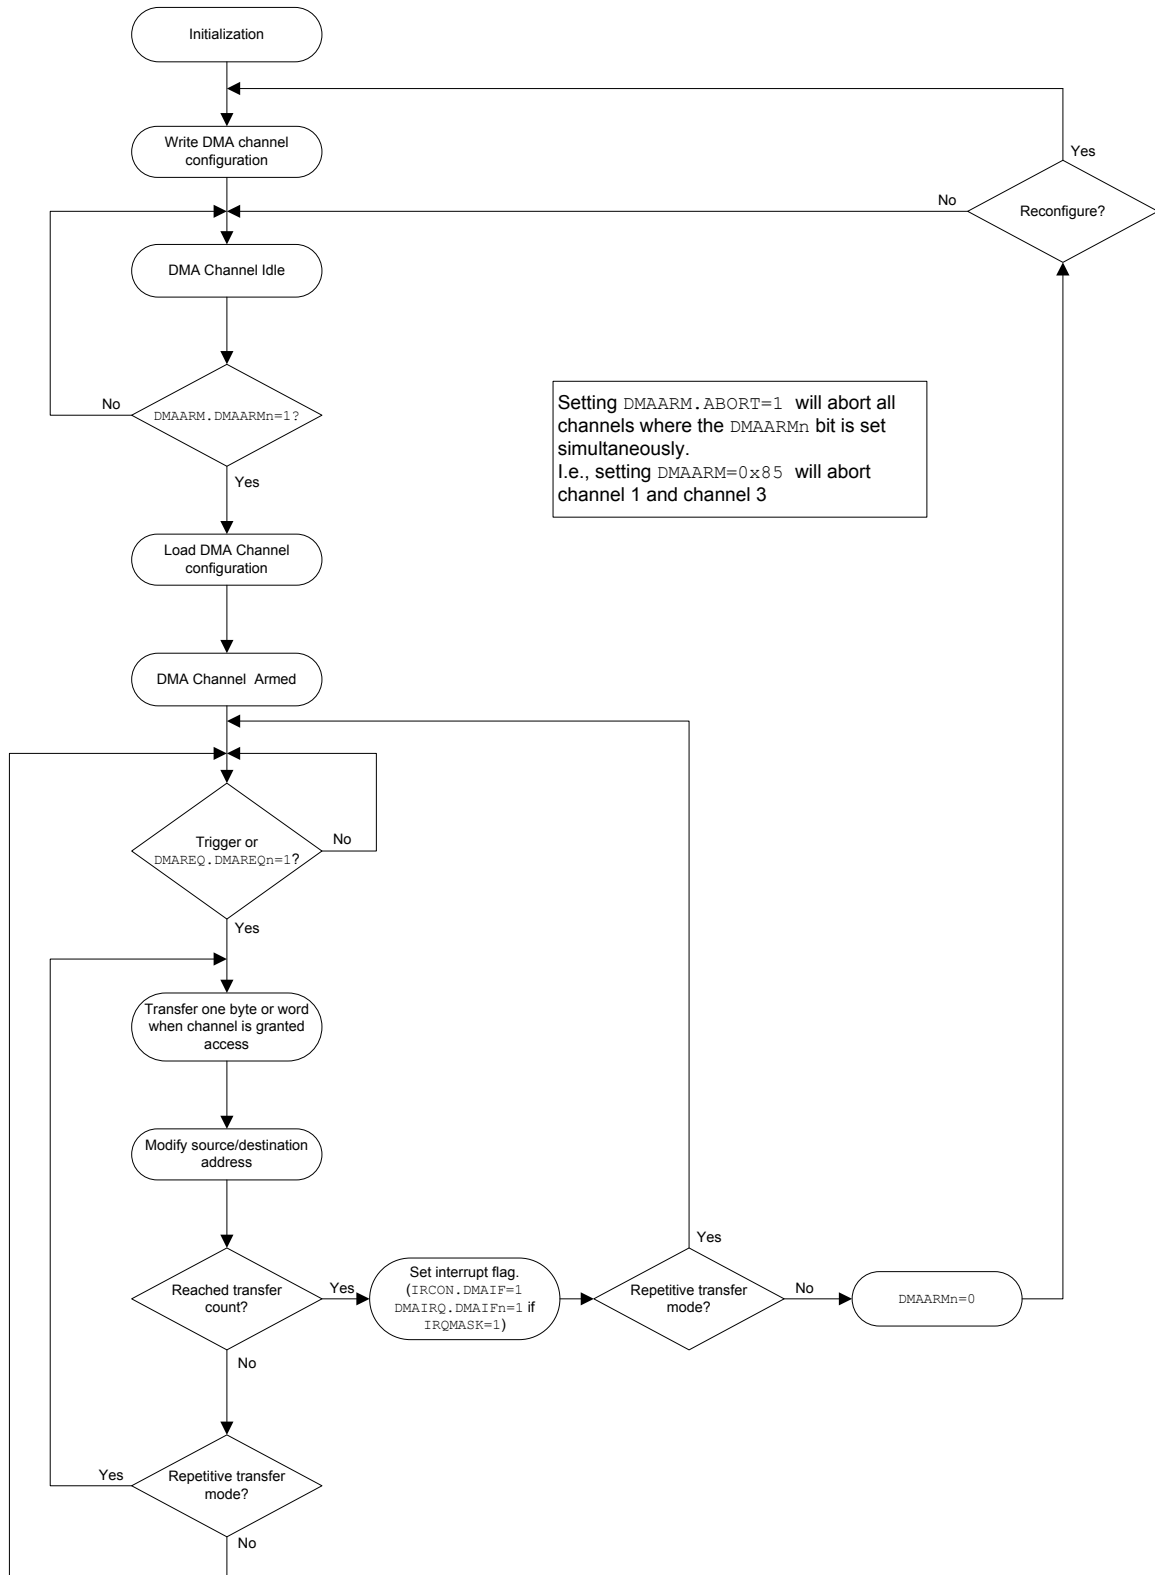 Initialization
Write DMA channel
configuration
Yes
No
Reconfigure?
DMA Channel Idle
No
DMAARM.DMAARMn=1?
Yes
Setting DMAARM.ABORT=1 will abort all
channels where the DMAARMn bit is set
simultaneously.
I.e., setting DMAARM=0x85 will abort
channel 1 and channel 3
Load DMA Channel
configuration
DMA Channel Armed
Trigger or
DMAREQ.DMAREQn=1?
No
Yes
Transfer one byte or word
when channel is granted
access
Modify source/destination
address
Reached transfer
count?
Yes
No
Set interrupt flag.
(IRCON.DMAIF=1
DMAIRQ.DMAIFn=1 if
IRQMASK=1)
Yes
Repetitive transfer
mode?
No
DMAARMn=0
Yes
Repetitive transfer
mode?
No